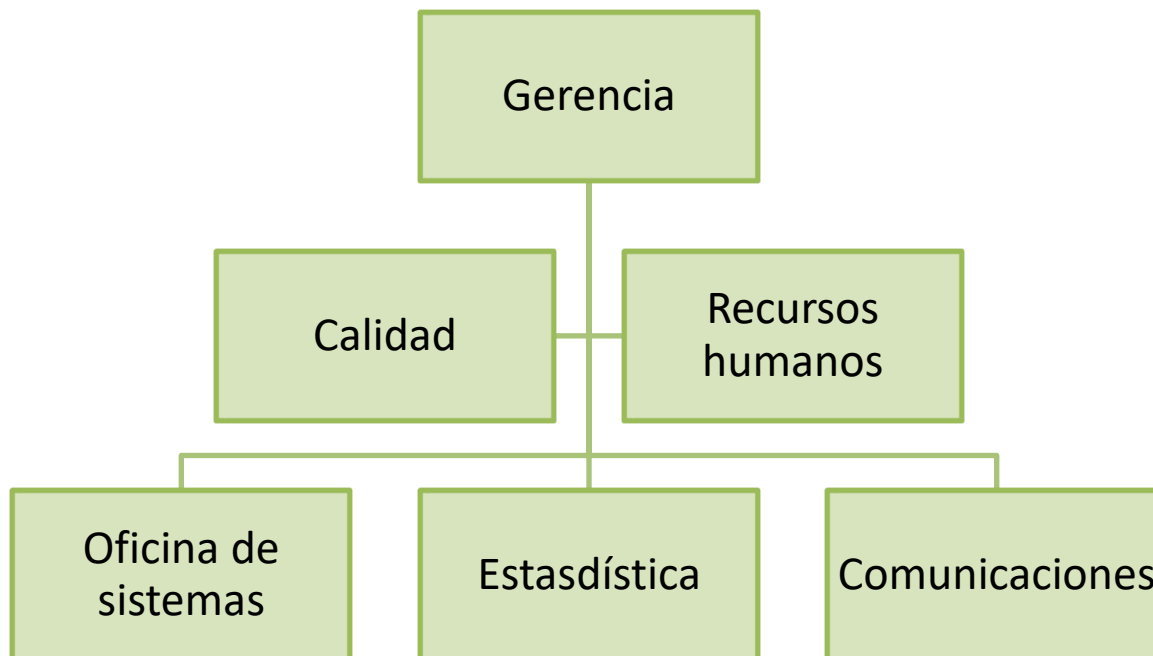 Gerencia
Calidad
Recursos
humanos
Oficina de
sistemas
Estasdística
Comunicaciones